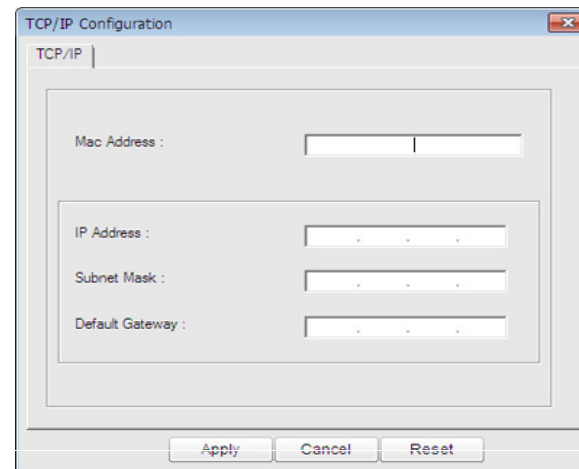 TCP/IP Configuration
TCP/IP
Mac Address :
IP Address :
. . .
Subnet Mask :
. . .
Default Gateway :
. . .
Apply Cancel Reset